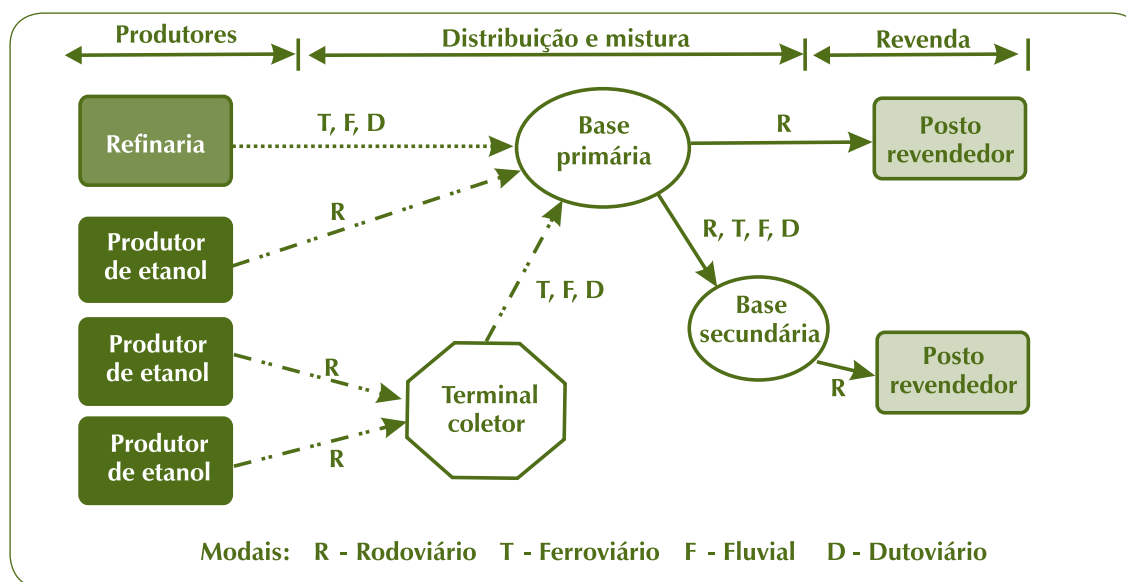 Produtores
Distribuição e mistura
Revenda
Refinaria
T, F, D
Base
primária
R
Posto
revendedor
R
Produtor
de etanol
R, T, F, D
T, F, D
Base
secundária
Produtor
de etanol
R
Terminal
coletor
R
Posto
revendedor
Produtor
de etanol
R
Modais: R - Rodoviário T - Ferroviário F - Fluvial D - Dutoviário